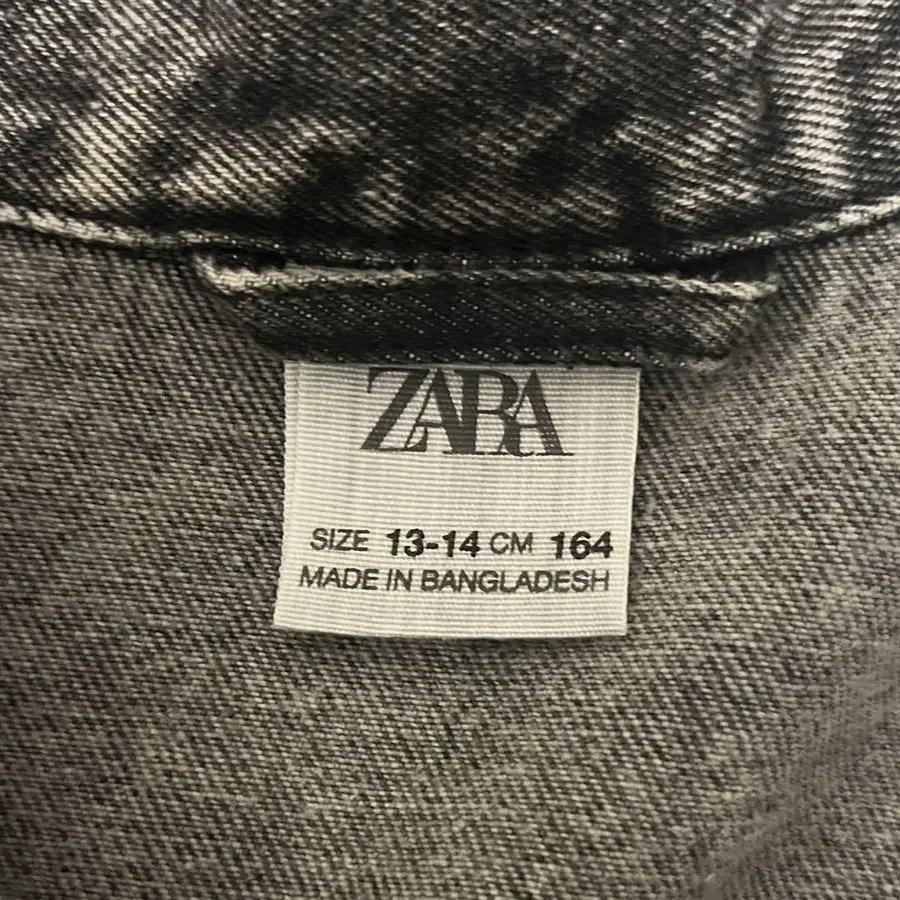 ZARA
SIZE 13-14 CM 164
MADE IN BANGLADESH